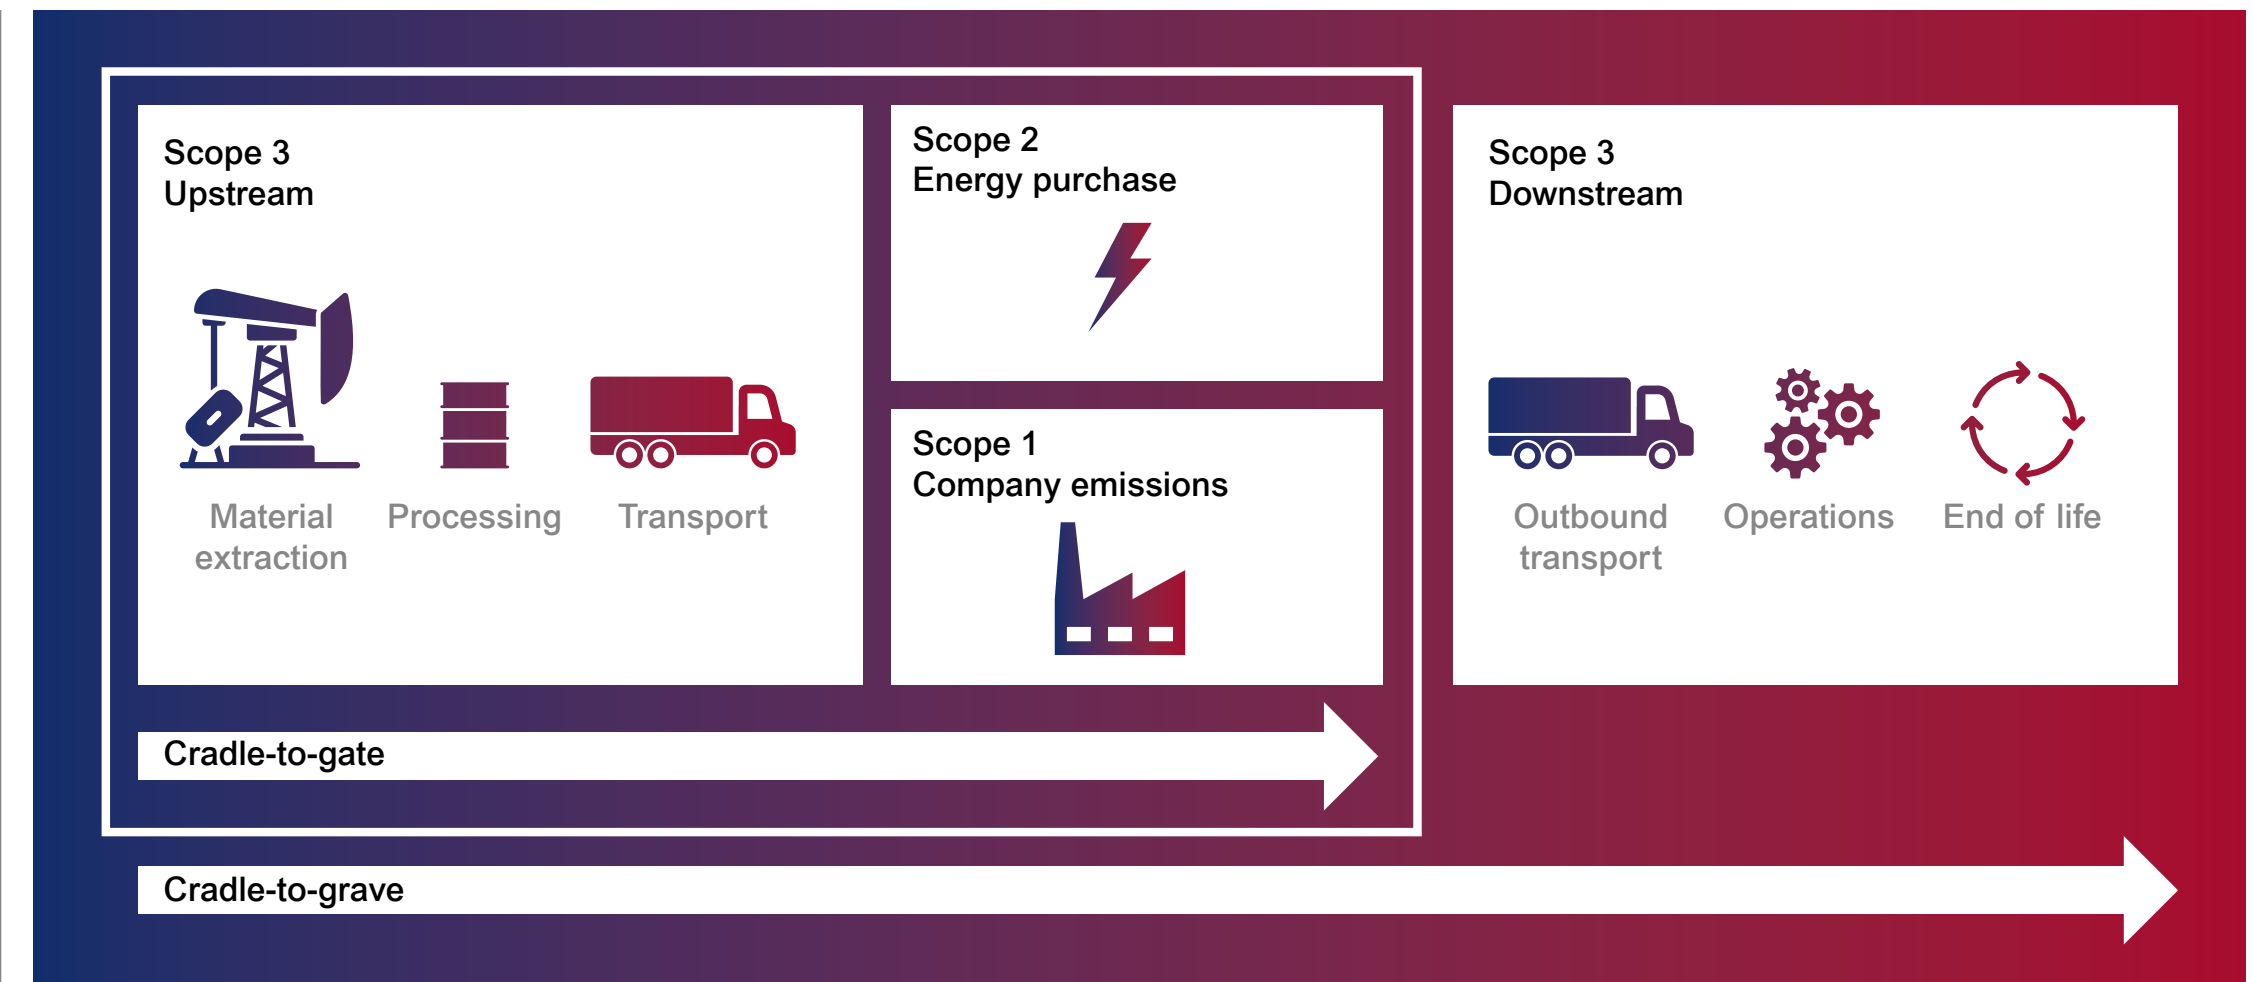 Scope 3
Upstream
Material
extraction
Processing
Transport
Scope 2
Energy purchase
Scope 1
Company emissions
Scope 3
Downstream
Outbound
transport
Operations
End of life
Cradle-to-gate
Cradle-to-grave